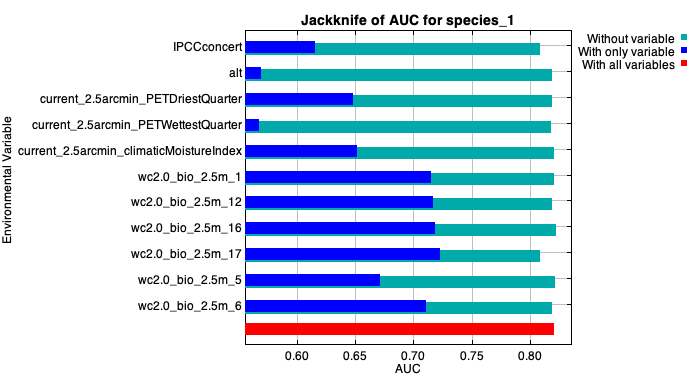 Jackknife of AUC for species_1
Without variable
With only variable
With all variables
Environmental Variable
IPCCconcert
alt
current_2.5arcmin_PETDriestQuarter
current_2.5arcmin_PETWettestQuarter
current_2.5arcmin_climaticMoistureIndex
wc2.0_bio_2.5m_1
wc2.0_bio_2.5m_12
wc2.0_bio_2.5m_16
wc2.0_bio_2.5m_17
wc2.0_bio_2.5m_5
wc2.0_bio_2.5m_6
0.60 0.65 0.70 0.75 0.80
AUC